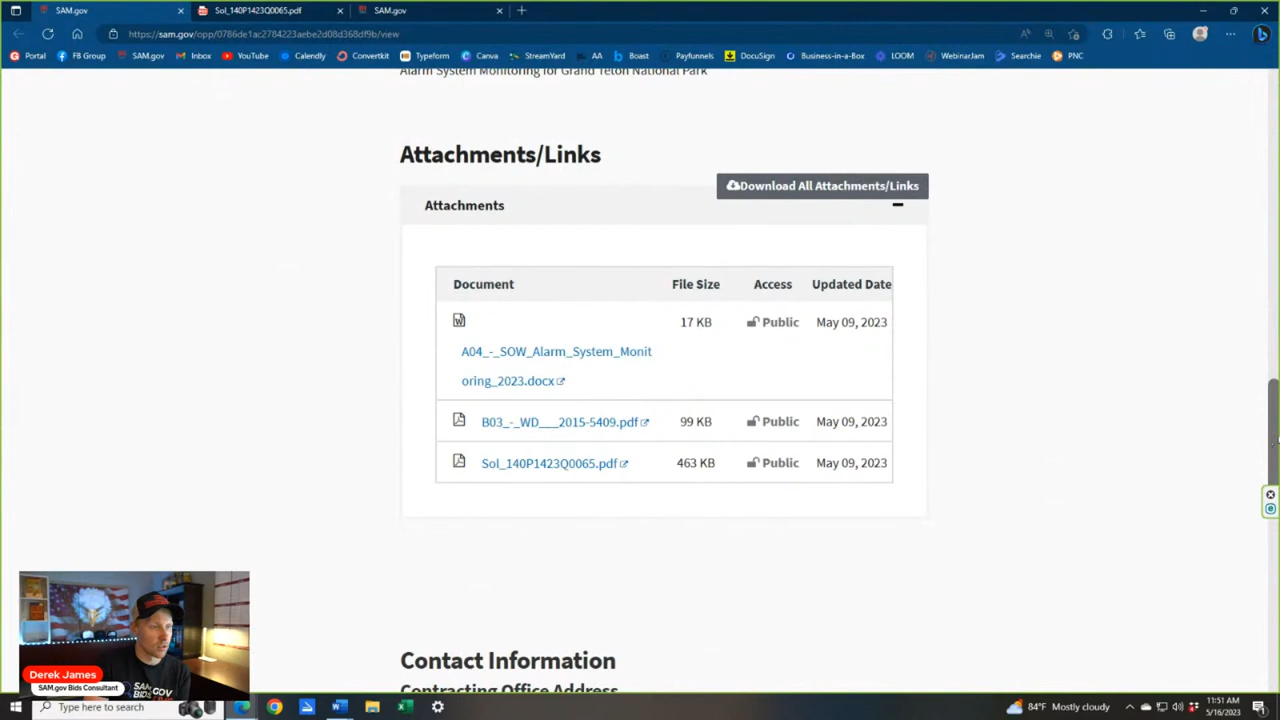 SAM.gov
Sol_140P1423Q0065.pdf
SAM.gov
https://sam.gov/opp/0786de1ac2784223aebe2d08d368df9b/view
Portal
FB Group
SAM.gov
Inbox
YouTube
Calendly
Convertkit
Typeform
Canva
StreamYard
AA
Boast
Payfunnels
DocuSign
Business-in-a-Box
LOOM
WebinarJam
Searchie
PNC
Alarm System Monitoring for Grand Teton National Park
Attachments/Links
Download All Attachments/Links
Attachments
Document File Size Access Updated Date
17 KB Public May 09, 2023
A04_-_SOW_Alarm_System_Monit
oring_2023.docx
B03_-_WD___2015-5409.pdf 99 KB Public May 09, 2023
Sol_140P1423Q0065.pdf 463 KB Public May 09, 2023
Contact Information
Contracting Office Address
Derek James
SAM.gov Bids Consultant
Type here to search
84°F Mostly cloudy
11:51 AM
5/16/2023